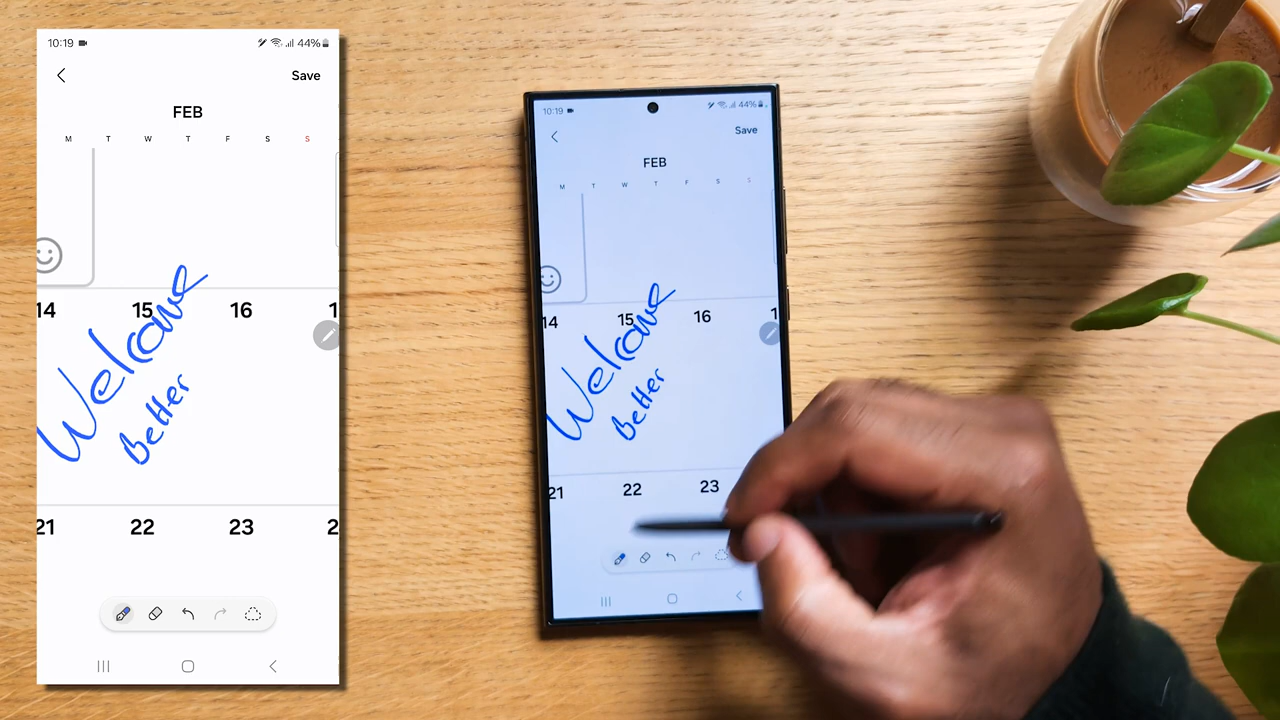 10:19 44%
Save
FEB
M T W T F S S
14 15 16 1
Welcome
Better
21 22 23 2
10:19 44%
Save
FEB
M T W T F S S
14 15 16 1
Welcome
Better
21 22 23